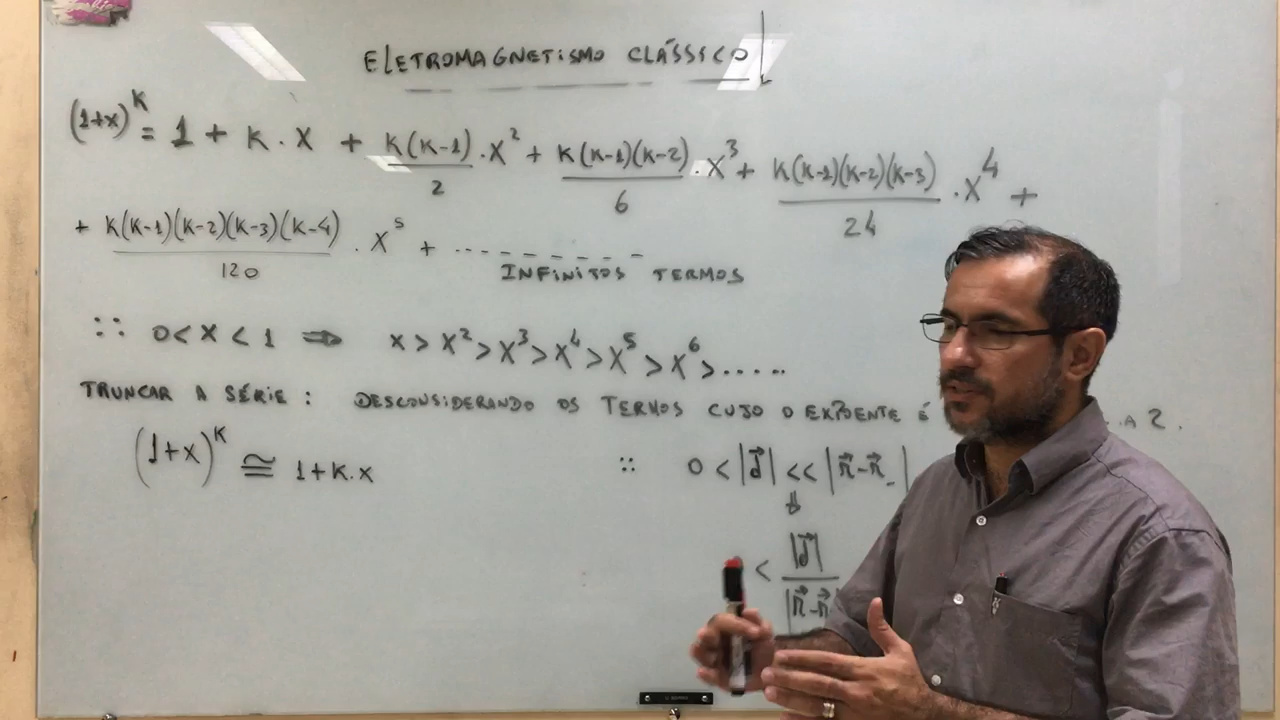 ELETROMAGNETISMO CLÁSSICO
(1+x)^K = 1 + K . X + K(K-1)/2 . X^2 + K(K-1)(K-2)/6 . X^3 + K(K-1)(K-2)(K-3)/24 . X^4 +
+ K(K-1)(K-2)(K-3)(K-4)/120 . X^5 + ..........
INFINITOS TERMOS
∷ 0 < X < 1 ⇒ X > X^2 > X^3 > X^4 > X^5 > X^6 > .....
TRUNCAR A SÉRIE : DESCONSIDERANDO OS TERMOS CUJO O EXPOENTE É A 2.
(1+x)^K ≅ 1+K.X
∷ 0 < |d⃗| << |r⃗-r⃗_|
⇓
< |d⃗|/|r⃗-r⃗